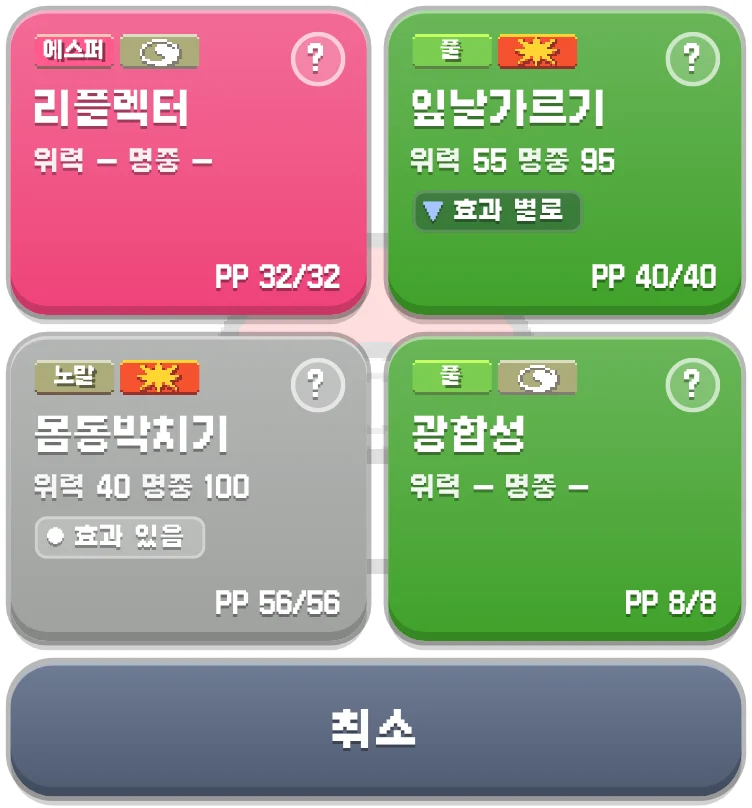 에스퍼
?
리플렉터
위력 – 명중 –
PP 32/32
풀
?
잎날가르기
위력 55 명중 95
▼ 효과 별로
PP 40/40
노말
?
몸통박치기
위력 40 명중 100
● 효과 있음
PP 56/56
풀
?
광합성
위력 – 명중 –
PP 8/8
취소